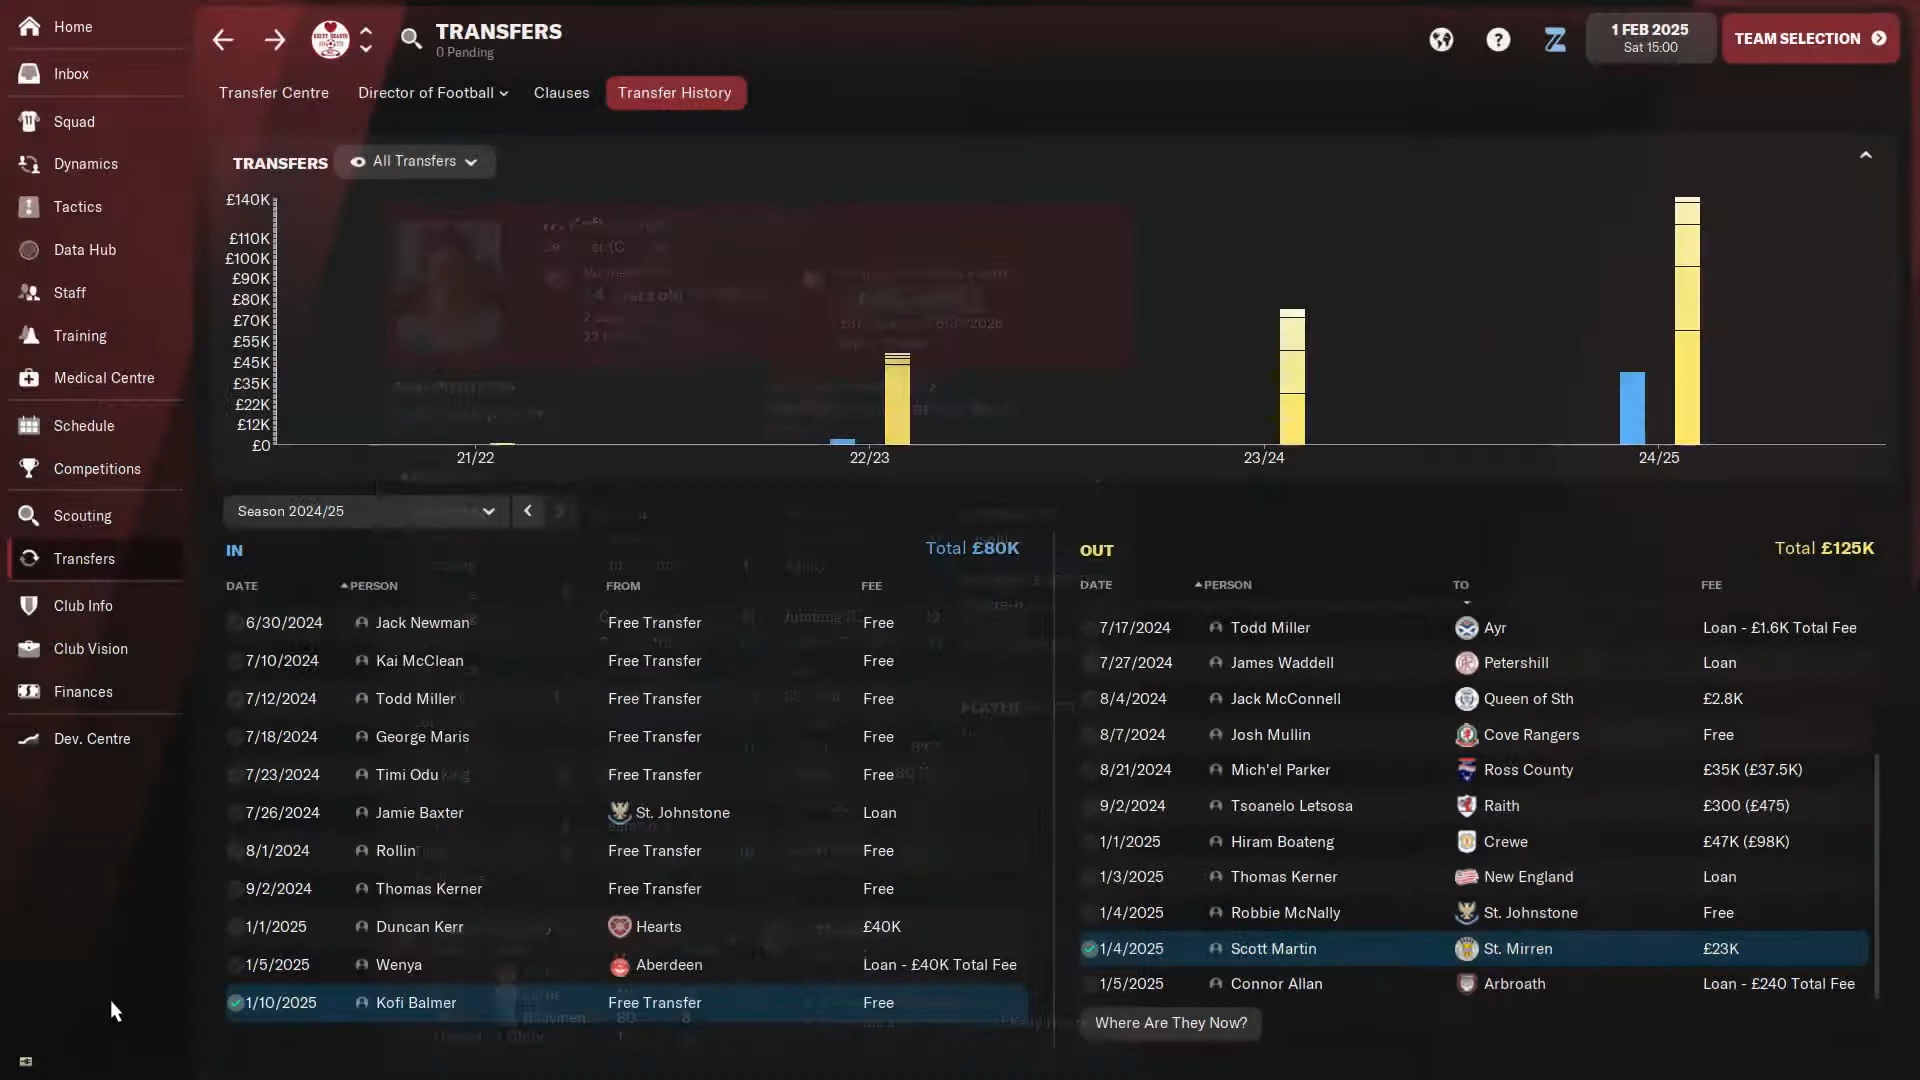 Home
Inbox
Squad
Dynamics
Tactics
Data Hub
Staff
Training
Medical Centre
Schedule
Competitions
Scouting
Transfers
Club Info
Club Vision
Finances
Dev. Centre
TRANSFERS
0 Pending
1 FEB 2025
Sat 15:00
TEAM SELECTION
Transfer Centre
Director of Football
Clauses
Transfer History
TRANSFERS
All Transfers
£140K
£110K
£100K
£90K
£80K
£70K
£55K
£45K
£35K
£22K
£12K
£0
21/22
22/23
23/24
24/25
Season 2024/25
IN
Total £80K
DATE PERSON FROM FEE
6/30/2024 Jack Newman Free Transfer Free
7/10/2024 Kai McClean Free Transfer Free
7/12/2024 Todd Miller Free Transfer Free
7/18/2024 George Maris Free Transfer Free
7/23/2024 Timi Odu Free Transfer Free
7/26/2024 Jamie Baxter St. Johnstone Loan
8/1/2024 Rollin Free Transfer Free
9/2/2024 Thomas Kerner Free Transfer Free
1/1/2025 Duncan Kerr Hearts £40K
1/5/2025 Wenya Aberdeen Loan - £40K Total Fee
1/10/2025 Kofi Balmer Free Transfer Free
OUT
Total £125K
DATE PERSON TO FEE
7/17/2024 Todd Miller Ayr Loan - £1.6K Total Fee
7/27/2024 James Waddell Petershill Loan
8/4/2024 Jack McConnell Queen of Sth £2.8K
8/7/2024 Josh Mullin Cove Rangers Free
8/21/2024 Mich'el Parker Ross County £35K (£37.5K)
9/2/2024 Tsoanelo Letsosa Raith £300 (£475)
1/1/2025 Hiram Boateng Crewe £47K (£98K)
1/3/2025 Thomas Kerner New England Loan
1/4/2025 Robbie McNally St. Johnstone Free
1/4/2025 Scott Martin St. Mirren £23K
1/5/2025 Connor Allan Arbroath Loan - £240 Total Fee
Where Are They Now?